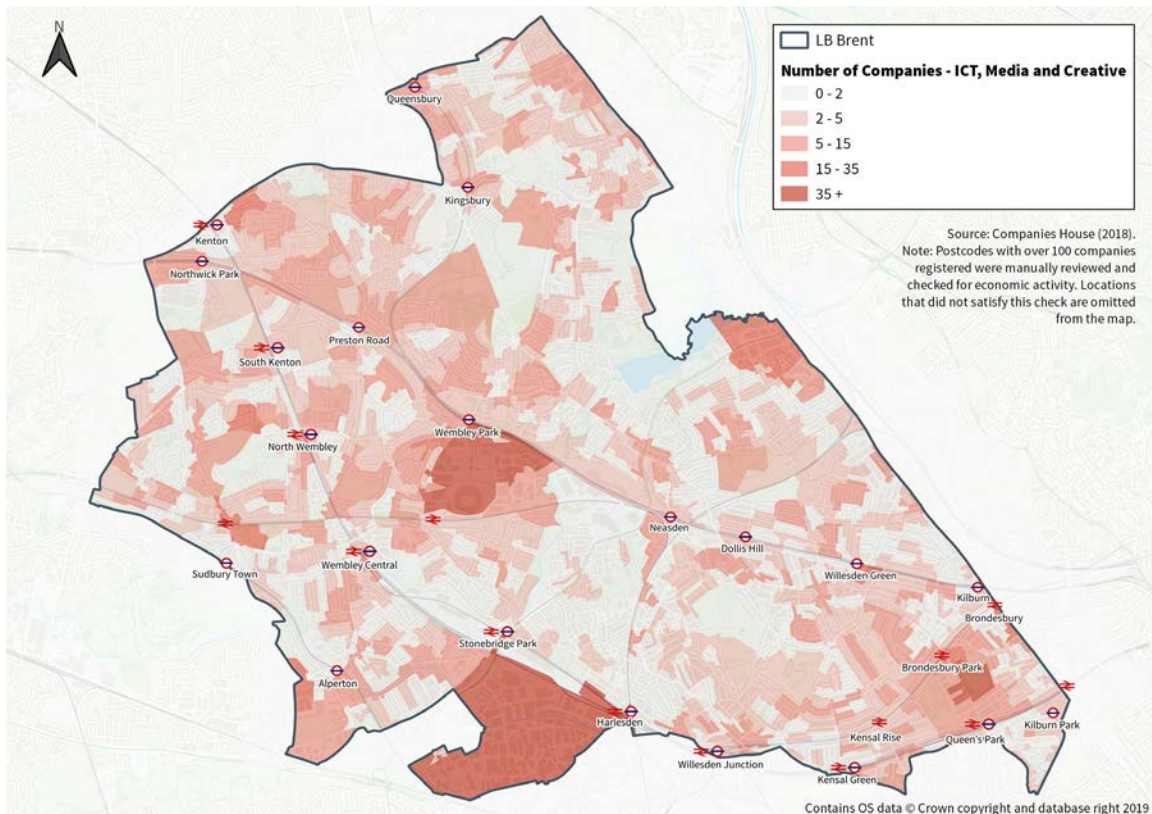 N
LB Brent
Number of Companies - ICT, Media and Creative
0 - 2
2 - 5
5 - 15
15 - 35
35 +
Source: Companies House (2018).
Note: Postcodes with over 100 companies
registered were manually reviewed and
checked for economic activity. Locations
that did not satisfy this check are omitted
from the map.
Queensbury
Kingsbury
Kenton
Northwick Park
Preston Road
South Kenton
Wembley Park
North Wembley
Neasden
Dollis Hill
Sudbury Town
Wembley Central
Willesden Green
Kilburn
Brondesbury
Stonebridge Park
Brondesbury Park
Alperton
Harlesden
Kensal Rise
Queen's Park
Kilburn Park
Willesden Junction
Kensal Green
Contains OS data © Crown copyright and database right 2019